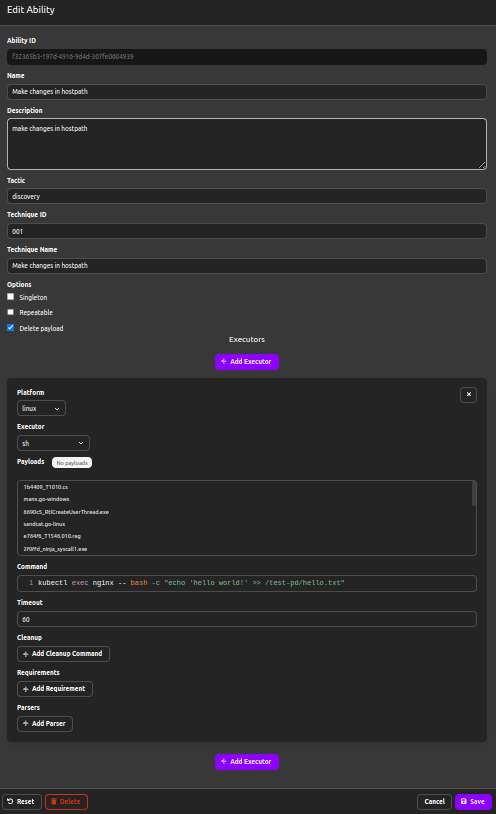 Edit Ability
Ability ID
f32365b3-197d-4916-9d4d-307fe0604939
Name
Make changes in hostpath
Description
make changes in hostpath
Tactic
discovery
Technique ID
001
Technique Name
Make changes in hostpath
Options
Singleton
Repeatable
Delete payload
Executors
+ Add Executor
Platform
linux
Executor
sh
Payloads No payloads
1b4409_T1010.cs
manx.go-windows
6690c5_RtlCreateUserThread.exe
sandcat.go-linux
e764f6_T1546.010.reg
2f0ffd_ninja_syscall1.exe
Command
1 kubectl exec nginx -- bash -c "echo 'hello world!' >> /test-pd/hello.txt"
Timeout
60
Cleanup
+ Add Cleanup Command
Requirements
+ Add Requirement
Parsers
+ Add Parser
+ Add Executor
Reset Delete Cancel Save